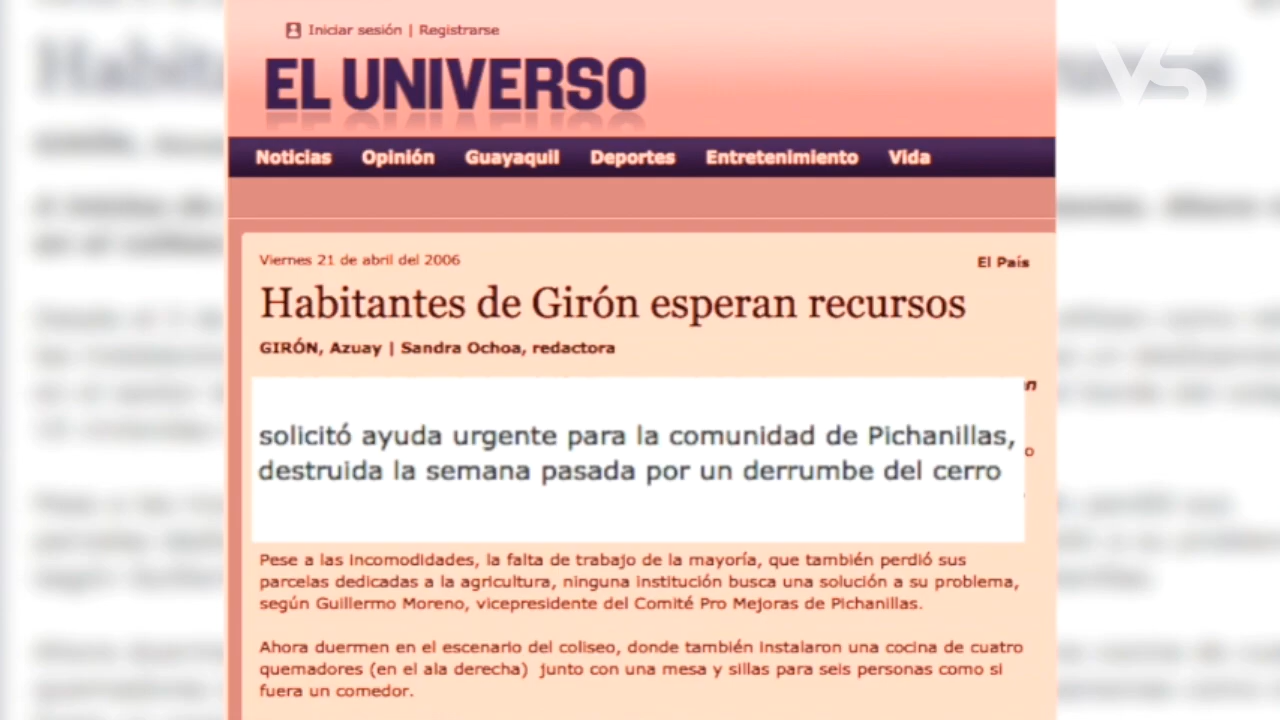 Iniciar sesión | Registrarse
VS
EL UNIVERSO
Noticias Opinión Guayaquil Deportes Entretenimiento Vida
Viernes 21 de abril del 2006
El País
Habitantes de Girón esperan recursos
GIRÓN, Azuay | Sandra Ochoa, redactora
solicitó ayuda urgente para la comunidad de Pichanillas,
destruida la semana pasada por un derrumbe del cerro
Pese a las incomodidades, la falta de trabajo de la mayoría, que también perdió sus
parcelas dedicadas a la agricultura, ninguna institución busca una solución a su problema,
según Guillermo Moreno, vicepresidente del Comité Pro Mejoras de Pichanillas.
Ahora duermen en el escenario del coliseo, donde también instalaron una cocina de cuatro
quemadores (en el ala derecha) junto con una mesa y sillas para seis personas como si
fuera un comedor.